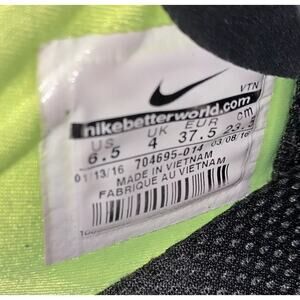 VTN
nikebetterworld.com
US UK EUR cm
6.5 4 37.5 23.5
01/13/16 03/08/16
704695-014
MADE IN VIETNAM
FABRIQUE AU VIETNAM